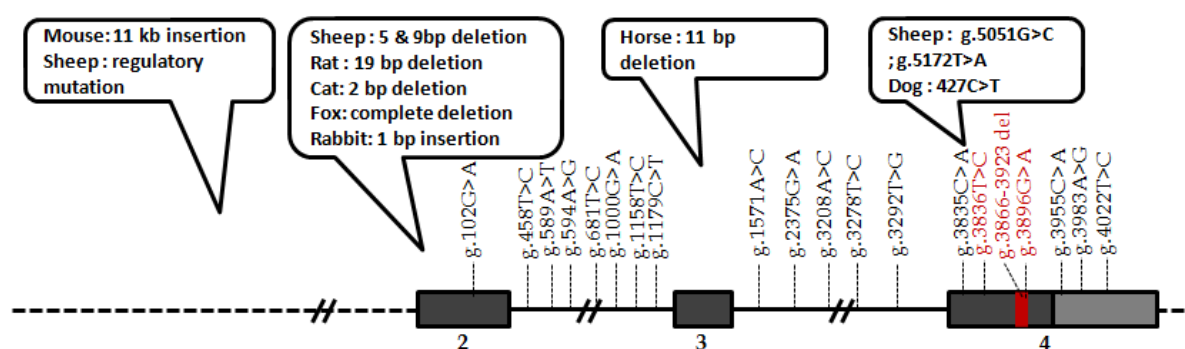 Mouse: 11 kb insertion
Sheep: regulatory
mutation
Sheep: 5 & 9bp deletion
Rat: 19 bp deletion
Cat: 2 bp deletion
Fox: complete deletion
Rabbit: 1 bp insertion
Horse: 11 bp
deletion
Sheep: g.5051G>C
; g.5172T>A
Dog: 427C>T
g.102G>A
g.458T>C
g.589A>T
g.594A>G
g.681T>C
g.1000G>A
g.1158T>C
g.1179C>T
g.1571A>C
g.2375G>A
g.3208A>C
g.3278T>C
g.3292T>G
g.3835C>A
g.3836T>C
g.3866-3923 del
g.3896G>A
g.3955C>A
g.3983A>G
g.4022T>C
2
3
4